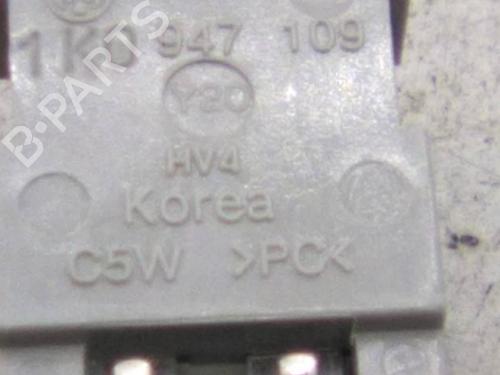 1K0 947 109
Y20
HV4
Korea
C5W >PC<
B-PARTS